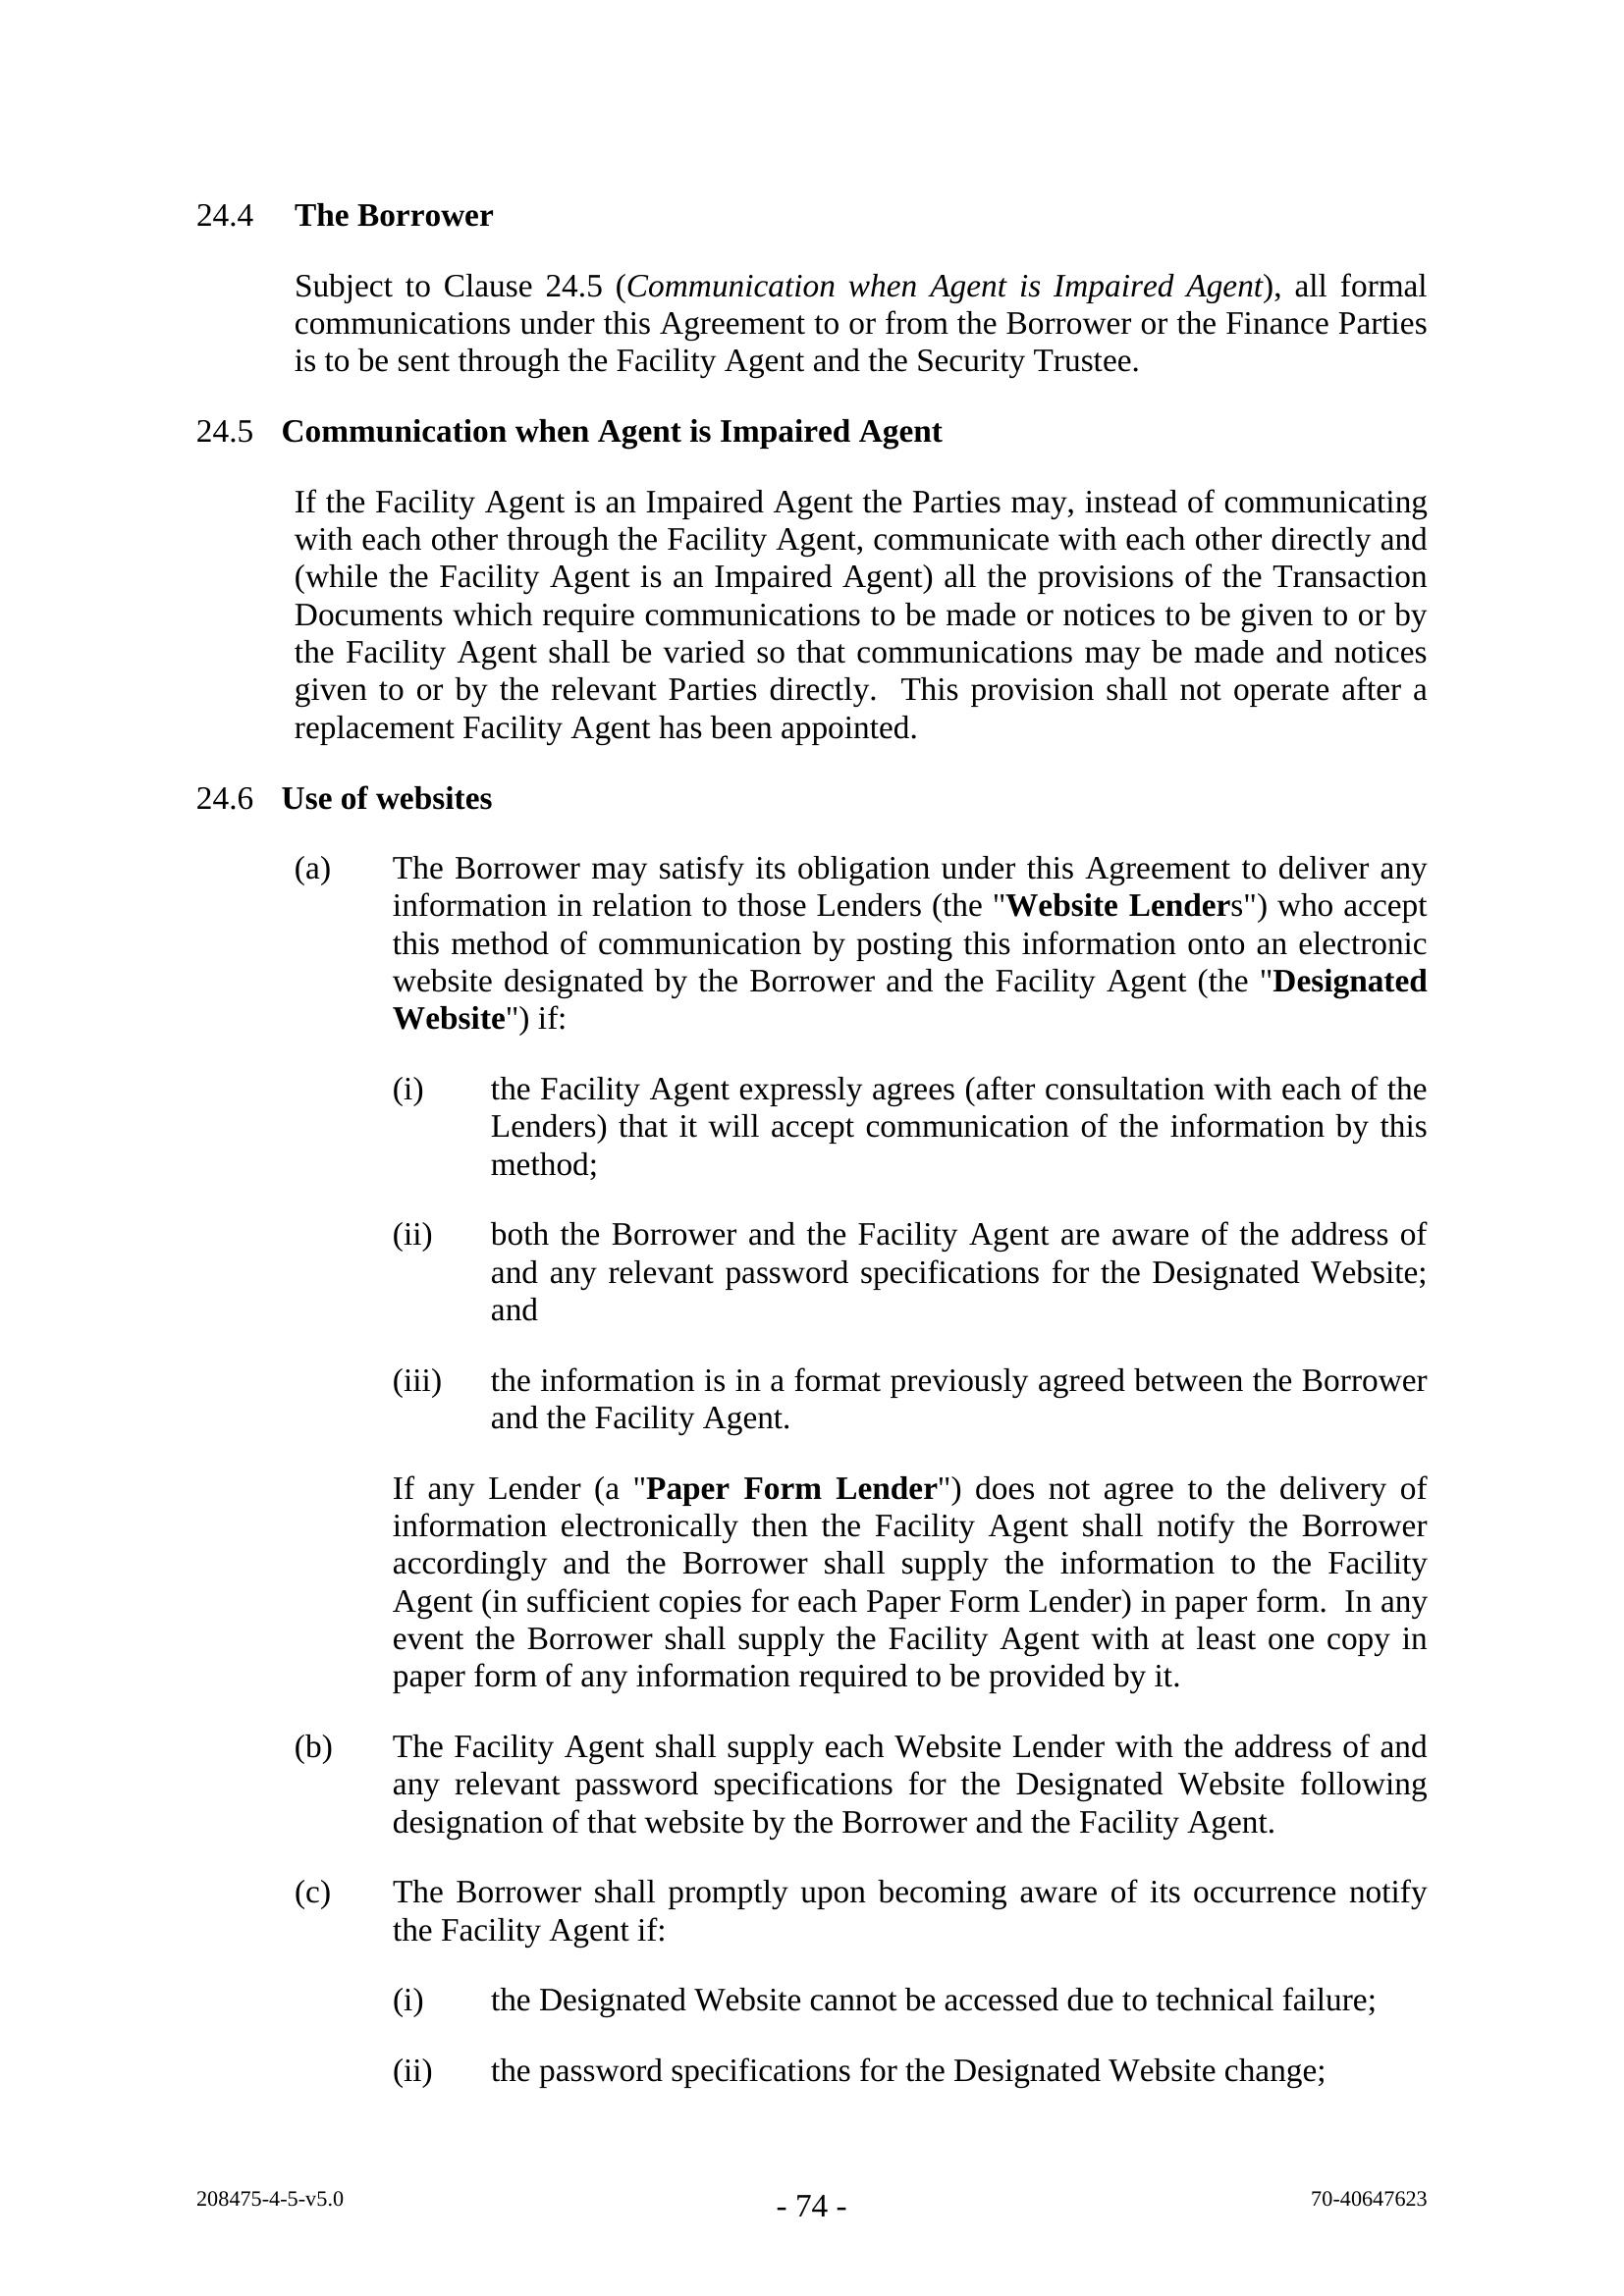 24.4 The Borrower
Subject to Clause 24.5 (Communication when Agent is Impaired Agent), all formal
communications under this Agreement to or from the Borrower or the Finance Parties
is to be sent through the Facility Agent and the Security Trustee.
24.5 Communication when Agent is Impaired Agent
If the Facility Agent is an Impaired Agent the Parties may, instead of communicating
with each other through the Facility Agent, communicate with each other directly and
(while the Facility Agent is an Impaired Agent) all the provisions of the Transaction
Documents which require communications to be made or notices to be given to or by
the Facility Agent shall be varied so that communications may be made and notices
given to or by the relevant Parties directly.  This provision shall not operate after a
replacement Facility Agent has been appointed.
24.6 Use of websites
(a) The Borrower may satisfy its obligation under this Agreement to deliver any
information in relation to those Lenders (the "Website Lenders") who accept
this method of communication by posting this information onto an electronic
website designated by the Borrower and the Facility Agent (the "Designated
Website") if:
(i) the Facility Agent expressly agrees (after consultation with each of the
Lenders) that it will accept communication of the information by this
method;
(ii) both the Borrower and the Facility Agent are aware of the address of
and any relevant password specifications for the Designated Website;
and
(iii) the information is in a format previously agreed between the Borrower
and the Facility Agent.
If any Lender (a "Paper Form Lender") does not agree to the delivery of
information electronically then the Facility Agent shall notify the Borrower
accordingly and the Borrower shall supply the information to the Facility
Agent (in sufficient copies for each Paper Form Lender) in paper form.  In any
event the Borrower shall supply the Facility Agent with at least one copy in
paper form of any information required to be provided by it.
(b) The Facility Agent shall supply each Website Lender with the address of and
any relevant password specifications for the Designated Website following
designation of that website by the Borrower and the Facility Agent.
(c) The Borrower shall promptly upon becoming aware of its occurrence notify
the Facility Agent if:
(i) the Designated Website cannot be accessed due to technical failure;
(ii) the password specifications for the Designated Website change;
208475-4-5-v5.0 - 74 - 70-40647623